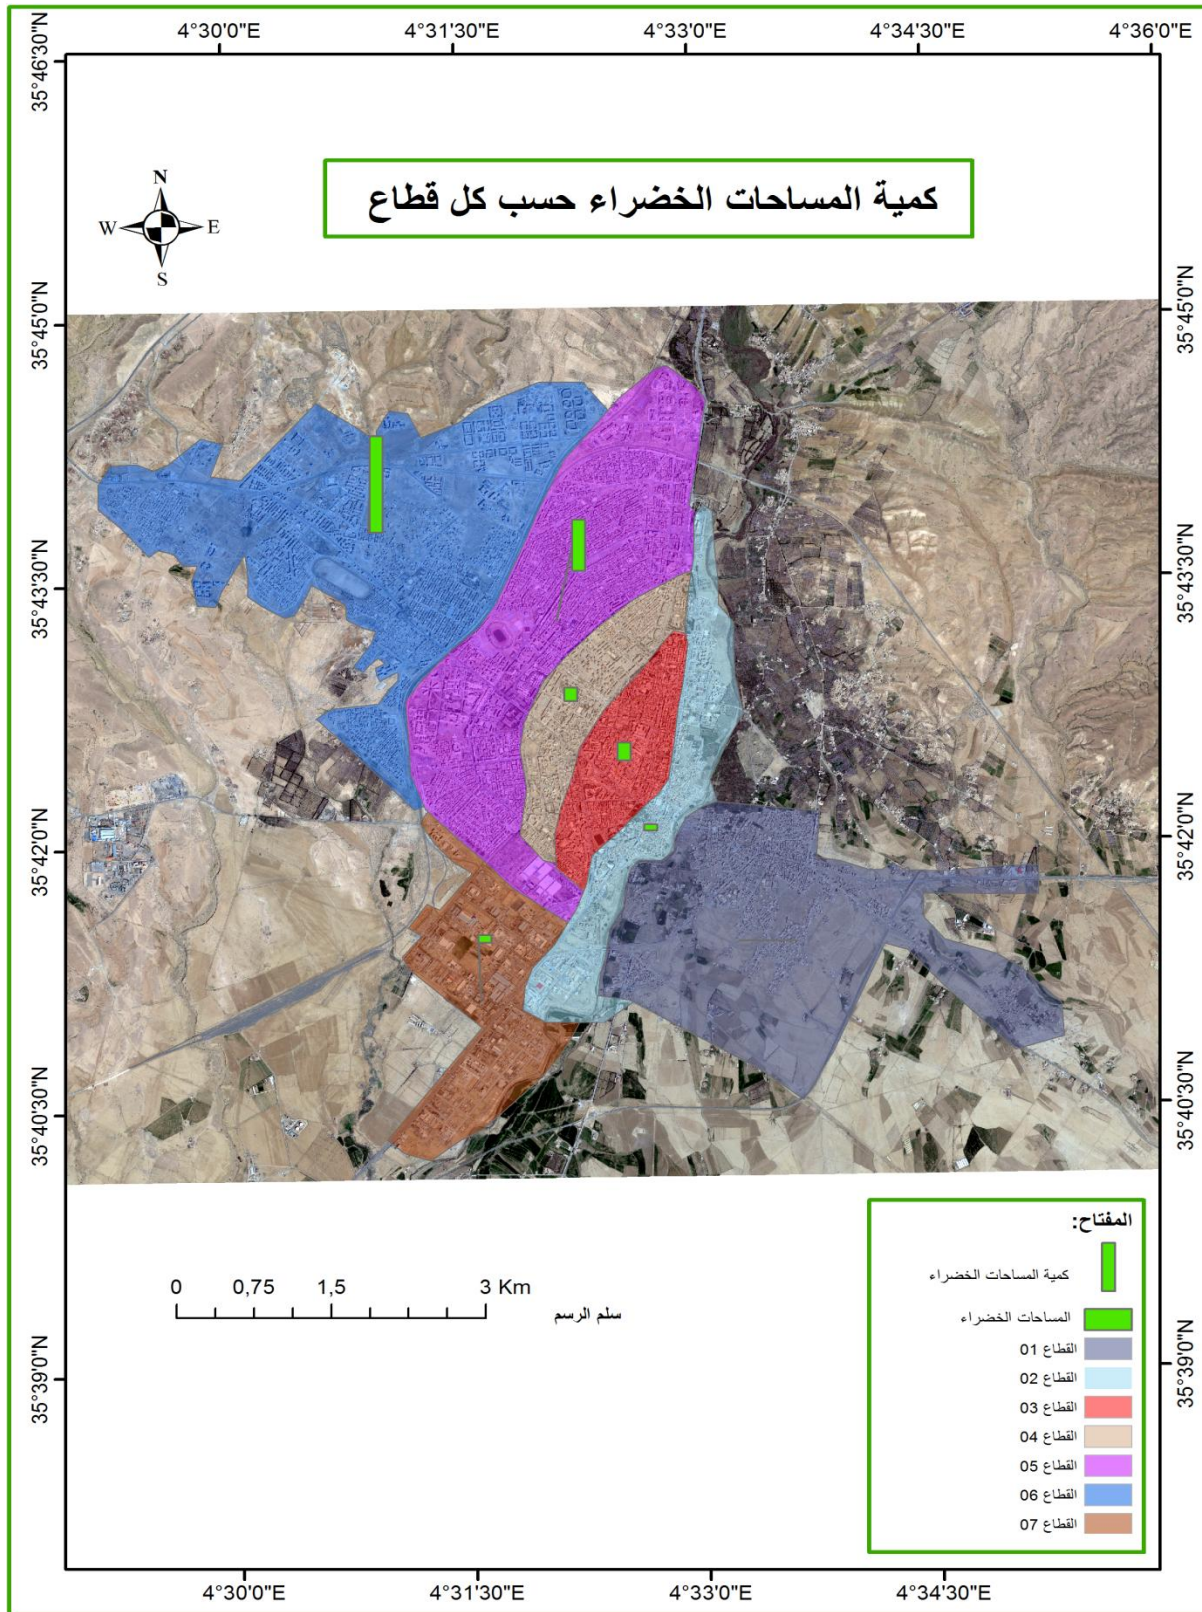 4°30'0"E 4°31'30"E 4°33'0"E 4°34'30"E 4°36'0"E
35°46'30"N
كمية المساحات الخضراء حسب كل قطاع
N
W E
S
35°45'0"N 35°45'0"N
35°43'30"N 35°43'30"N
35°42'0"N 35°42'0"N
35°40'30"N 35°40'30"N
35°39'0"N 35°39'0"N
المفتاح:
كمية المساحات الخضراء
المساحات الخضراء
القطاع 01
القطاع 02
القطاع 03
القطاع 04
القطاع 05
القطاع 06
القطاع 07
0 0,75 1,5 3 Km
سلم الرسم
4°30'0"E 4°31'30"E 4°33'0"E 4°34'30"E